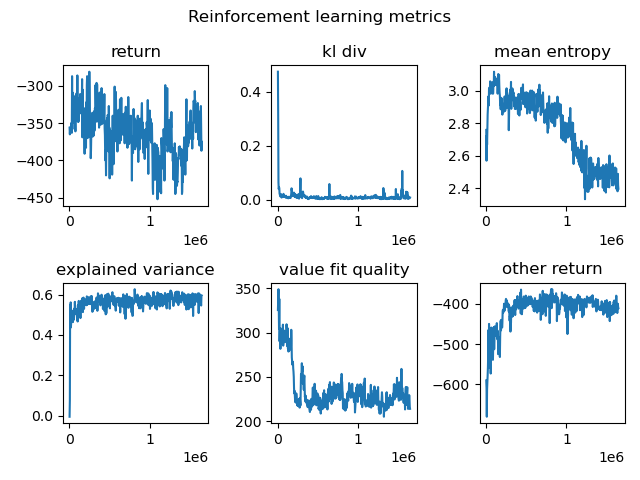 Reinforcement learning metrics
return
−300
−350
−400
−450
0
1
1e6
kl div
0.4
0.2
0.0
0
1
1e6
mean entropy
3.0
2.8
2.6
2.4
0
1
1e6
explained variance
0.6
0.4
0.2
0.0
0
1
1e6
value fit quality
350
300
250
200
0
1
1e6
other return
−400
−500
−600
0
1
1e6